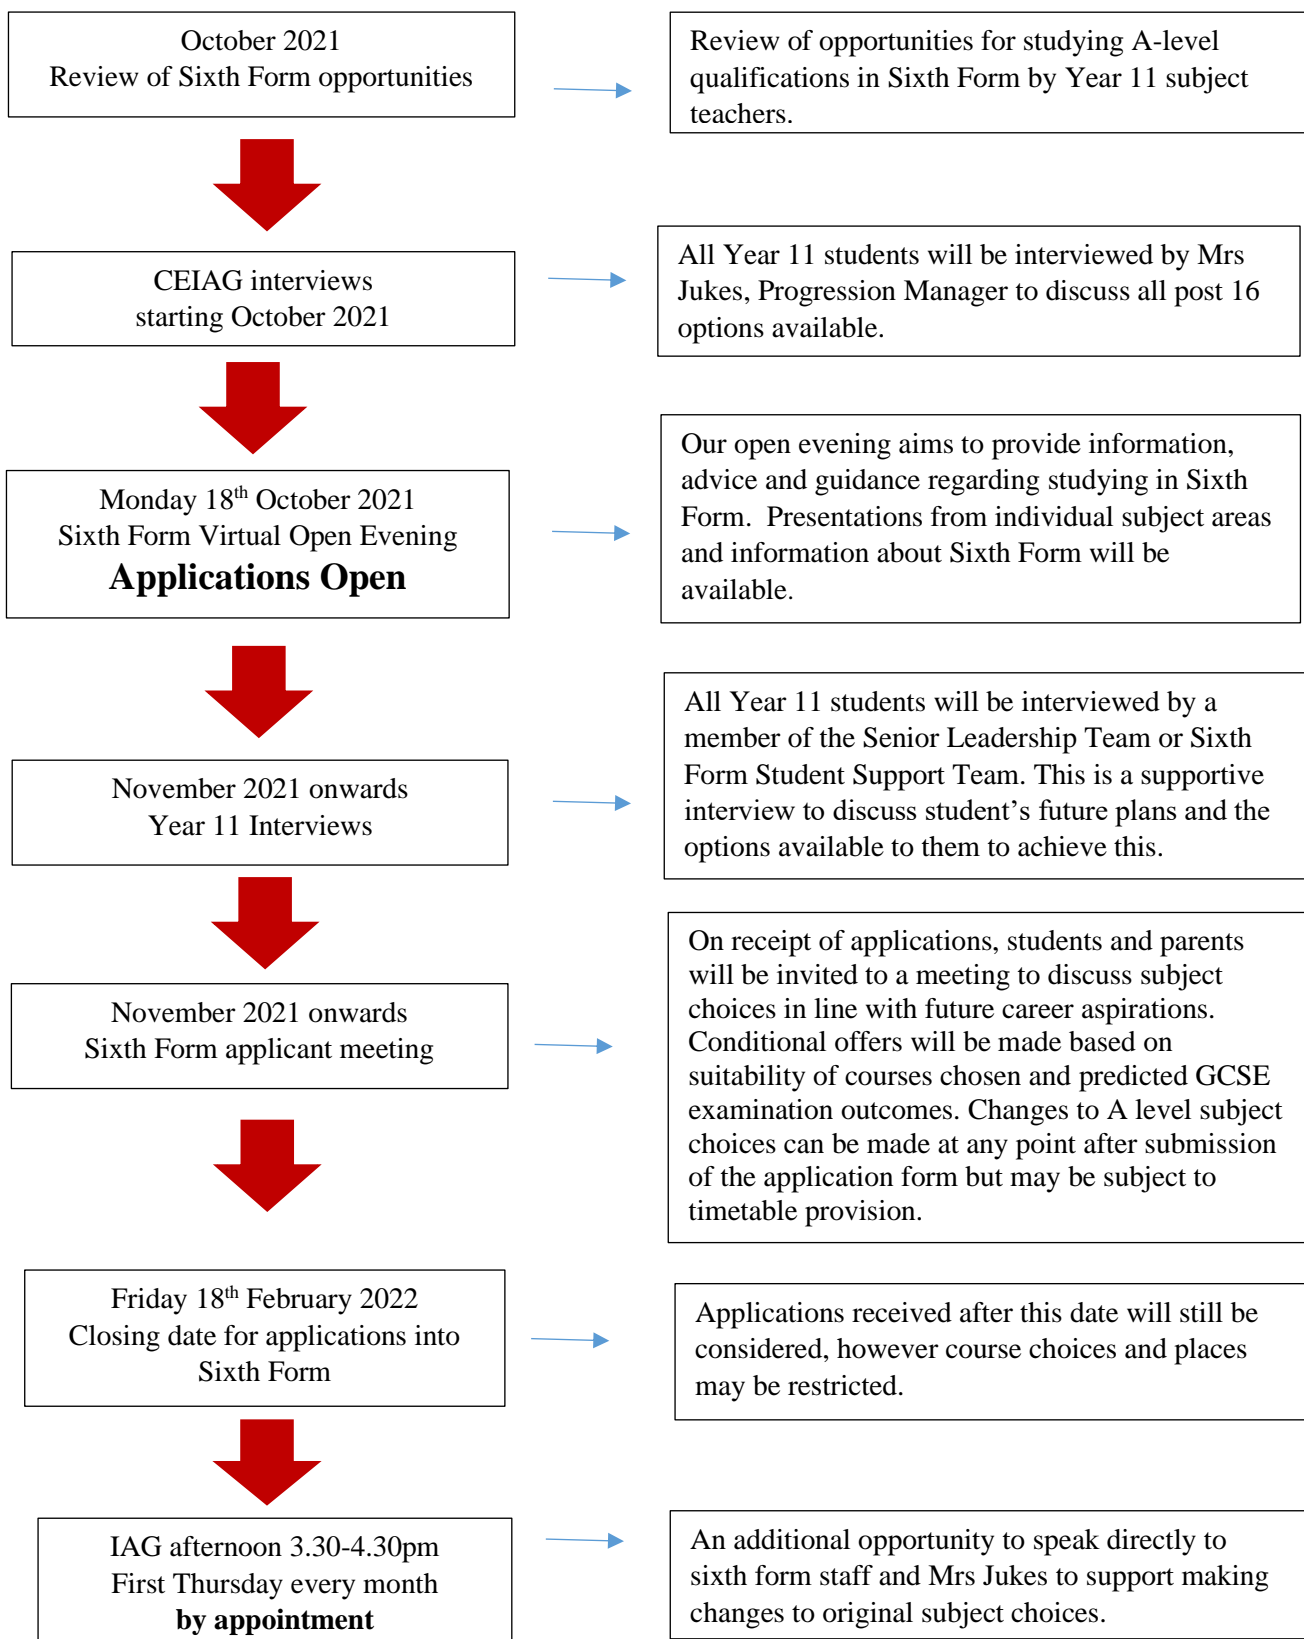 October 2021
Review of Sixth Form opportunities
Review of opportunities for studying A-level
qualifications in Sixth Form by Year 11 subject
teachers.
CEIAG interviews
starting October 2021
All Year 11 students will be interviewed by Mrs
Jukes, Progression Manager to discuss all post 16
options available.
Monday 18th October 2021
Sixth Form Virtual Open Evening
Applications Open
Our open evening aims to provide information,
advice and guidance regarding studying in Sixth
Form. Presentations from individual subject areas
and information about Sixth Form will be
available.
November 2021 onwards
Year 11 Interviews
All Year 11 students will be interviewed by a
member of the Senior Leadership Team or Sixth
Form Student Support Team. This is a supportive
interview to discuss student’s future plans and the
options available to them to achieve this.
November 2021 onwards
Sixth Form applicant meeting
On receipt of applications, students and parents
will be invited to a meeting to discuss subject
choices in line with future career aspirations.
Conditional offers will be made based on
suitability of courses chosen and predicted GCSE
examination outcomes. Changes to A level subject
choices can be made at any point after submission
of the application form but may be subject to
timetable provision.
Friday 18th February 2022
Closing date for applications into
Sixth Form
Applications received after this date will still be
considered, however course choices and places
may be restricted.
IAG afternoon 3.30-4.30pm
First Thursday every month
by appointment
An additional opportunity to speak directly to
sixth form staff and Mrs Jukes to support making
changes to original subject choices.